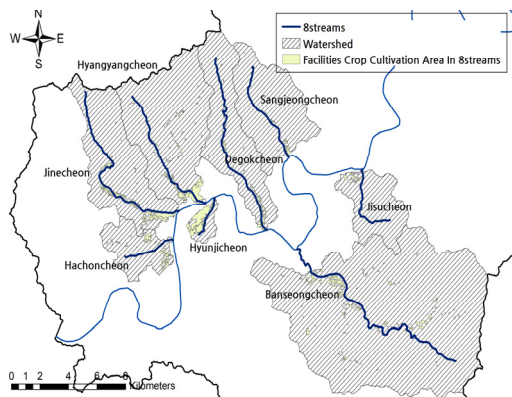 N
W E
S
8streams
Watershed
Facilities Crop Cultivation Area In 8streams
Hyangyangcheon
Sangjeongcheon
Degokcheon
Jinecheon
Jisucheon
Hyunjicheon
Hachoncheon
Banseongcheon
0 1 2 4 6 8
Kilometers